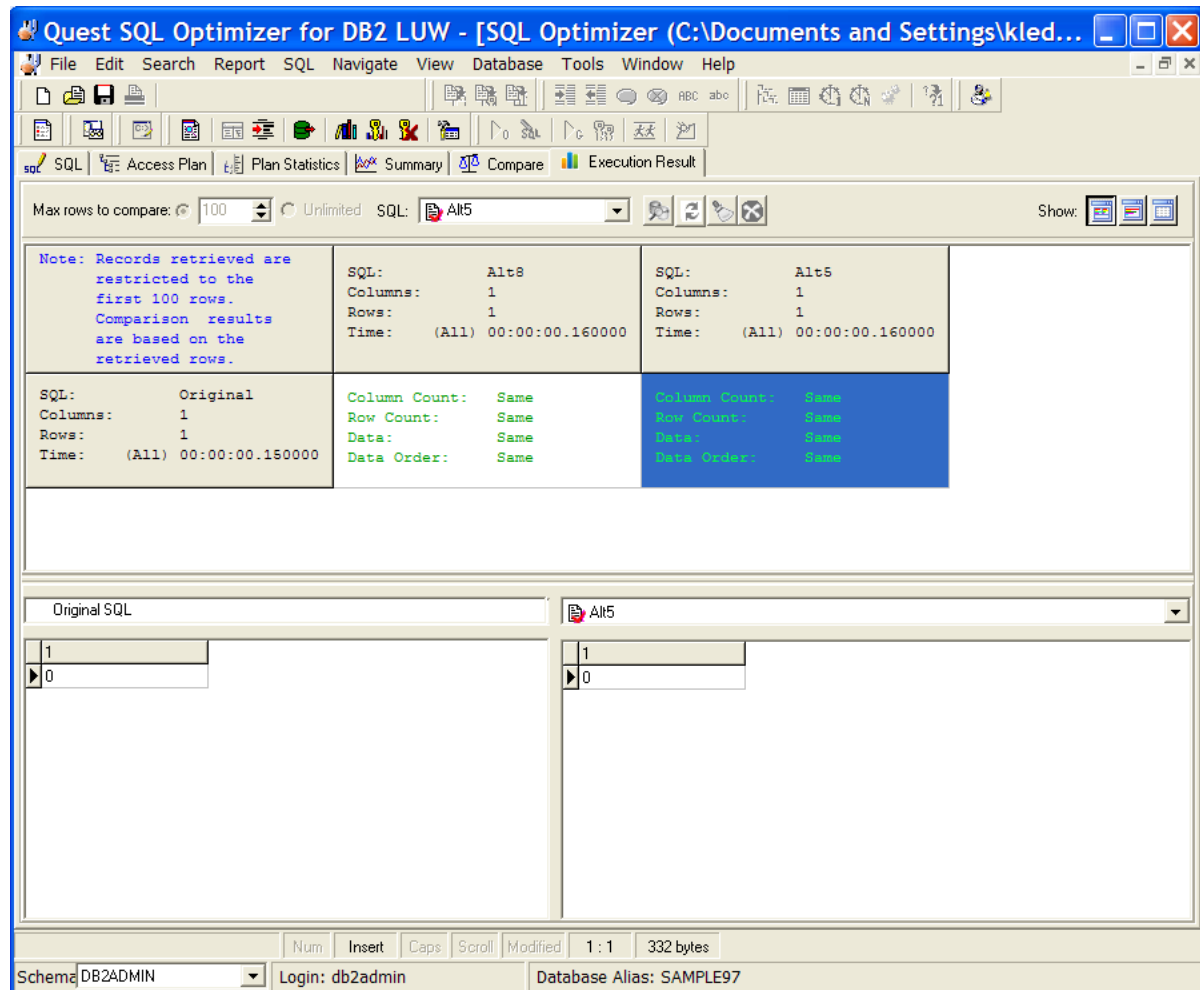 Quest SQL Optimizer for DB2 LUW - [SQL Optimizer (C:\Documents and Settings\kled...
File Edit Search Report SQL Navigate View Database Tools Window Help
ABC abc
SQL Access Plan Plan Statistics Summary Compare Execution Result
Max rows to compare: 100 Unlimited SQL: Alt5 Show:
Note: Records retrieved are
restricted to the
first 100 rows.
Comparison results
are based on the
retrieved rows.
SQL: Alt8
Columns: 1
Rows: 1
Time: (All) 00:00:00.160000
SQL: Alt5
Columns: 1
Rows: 1
Time: (All) 00:00:00.160000
SQL: Original
Columns: 1
Rows: 1
Time: (All) 00:00:00.150000
Column Count: Same
Row Count: Same
Data: Same
Data Order: Same
Column Count: Same
Row Count: Same
Data: Same
Data Order: Same
Original SQL
Alt5
1
0
1
0
Num Insert Caps Scroll Modified 1 : 1 332 bytes
Schema DB2ADMIN Login: db2admin Database Alias: SAMPLE97